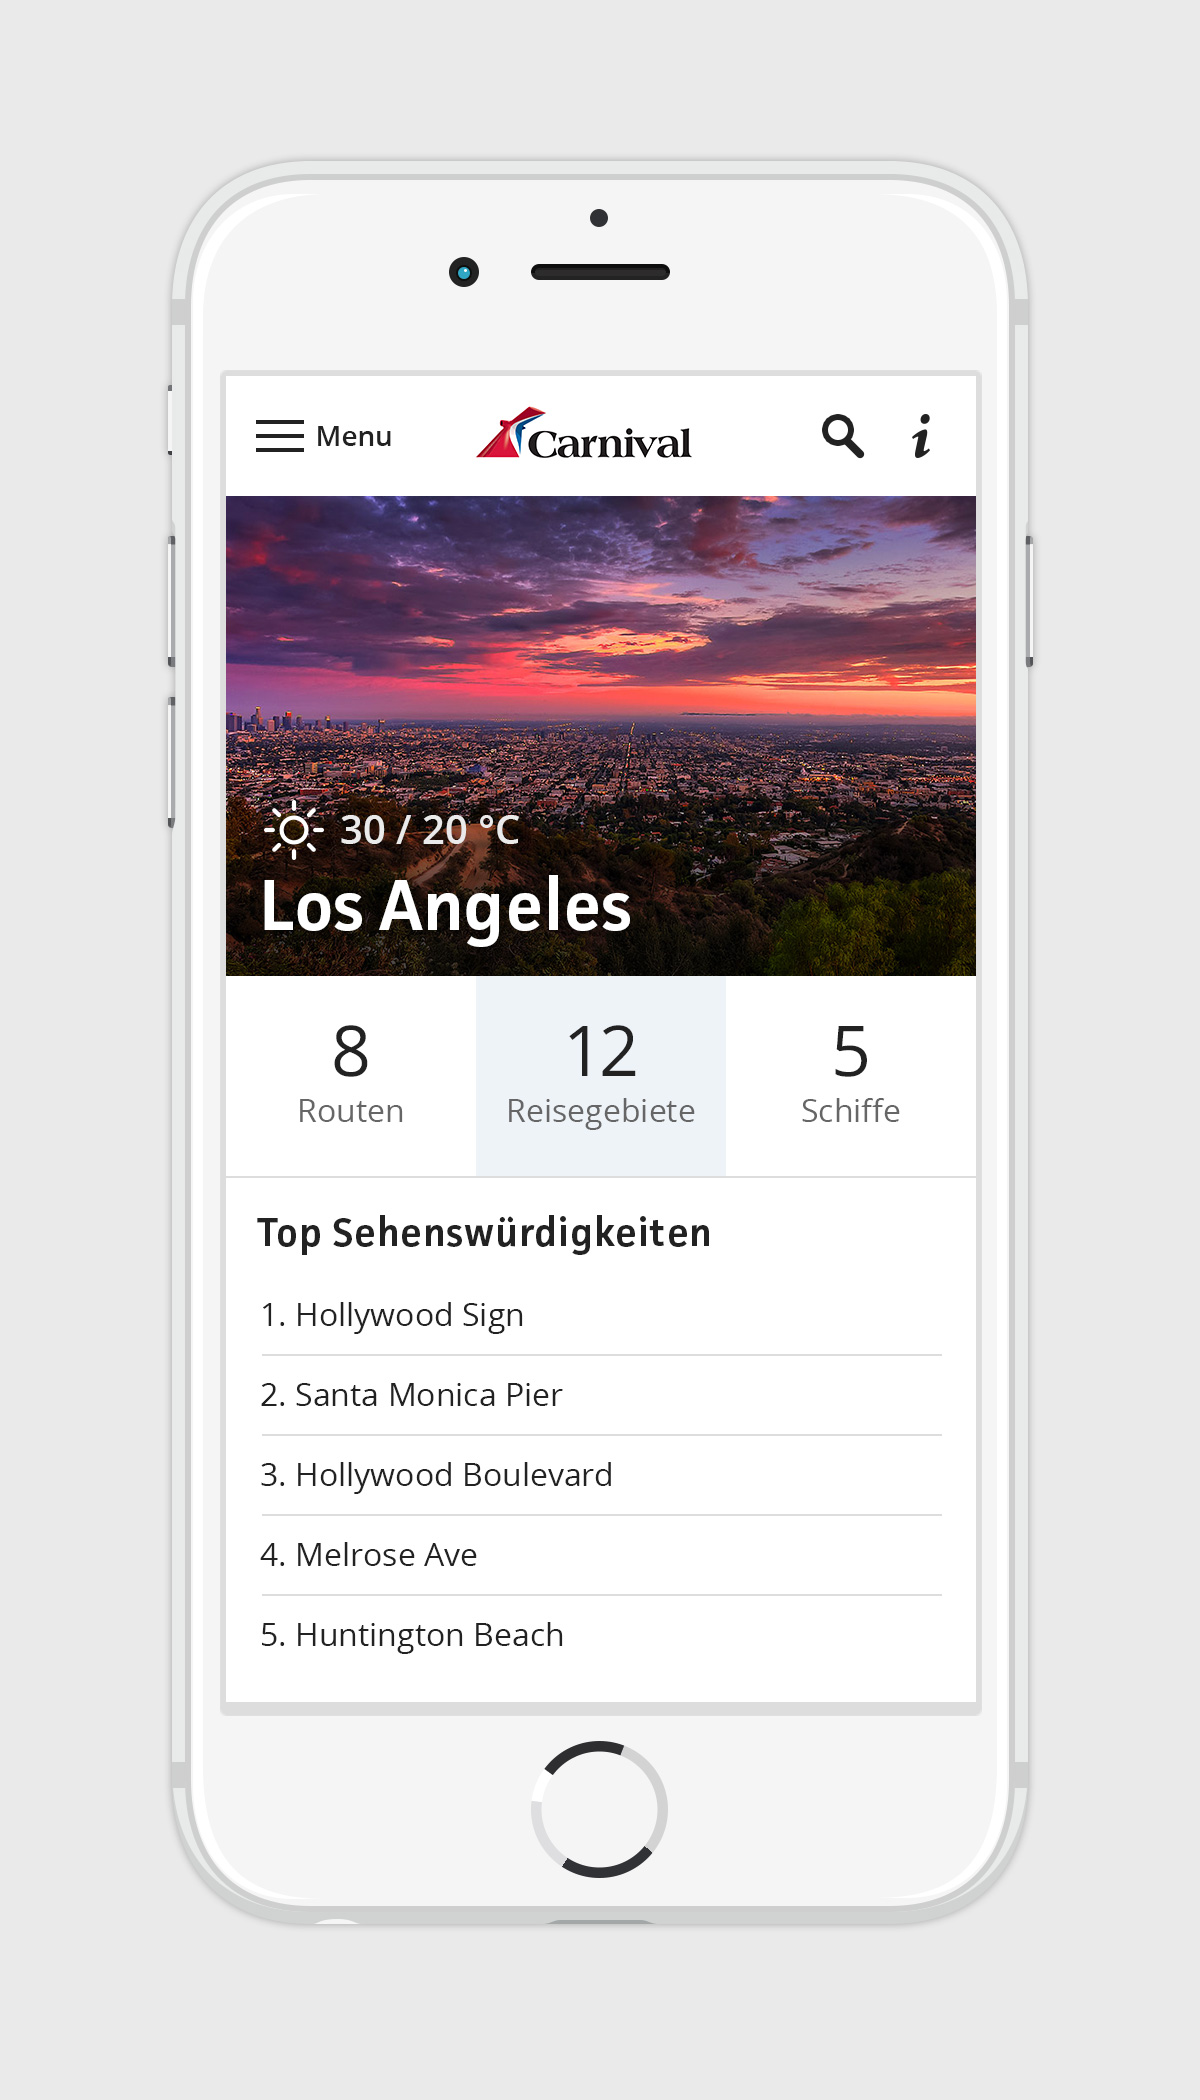 Menu
Carnival
30 / 20 °C
Los Angeles
8
Routen
12
Reisegebiete
5
Schiffe
Top Sehenswürdigkeiten
1. Hollywood Sign
2. Santa Monica Pier
3. Hollywood Boulevard
4. Melrose Ave
5. Huntington Beach